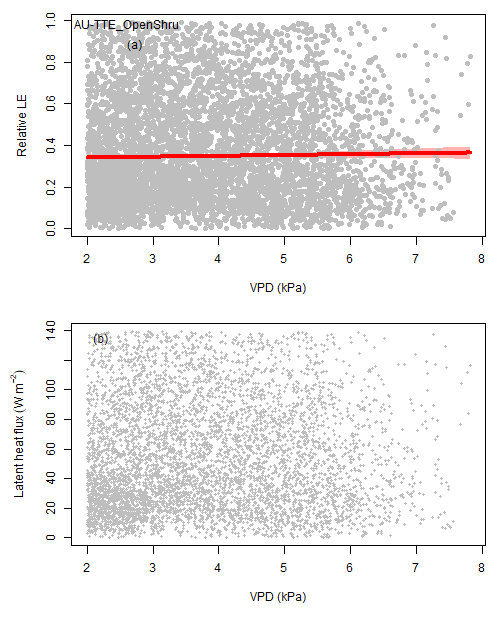 AU-TTE_OpenShru
(a)
Relative LE
0.0 0.2 0.4 0.6 0.8 1.0
2 3 4 5 6 7 8
VPD (kPa)
(b)
Latent heat flux (W m⁻²)
0 20 40 60 80 100 140
2 3 4 5 6 7 8
VPD (kPa)